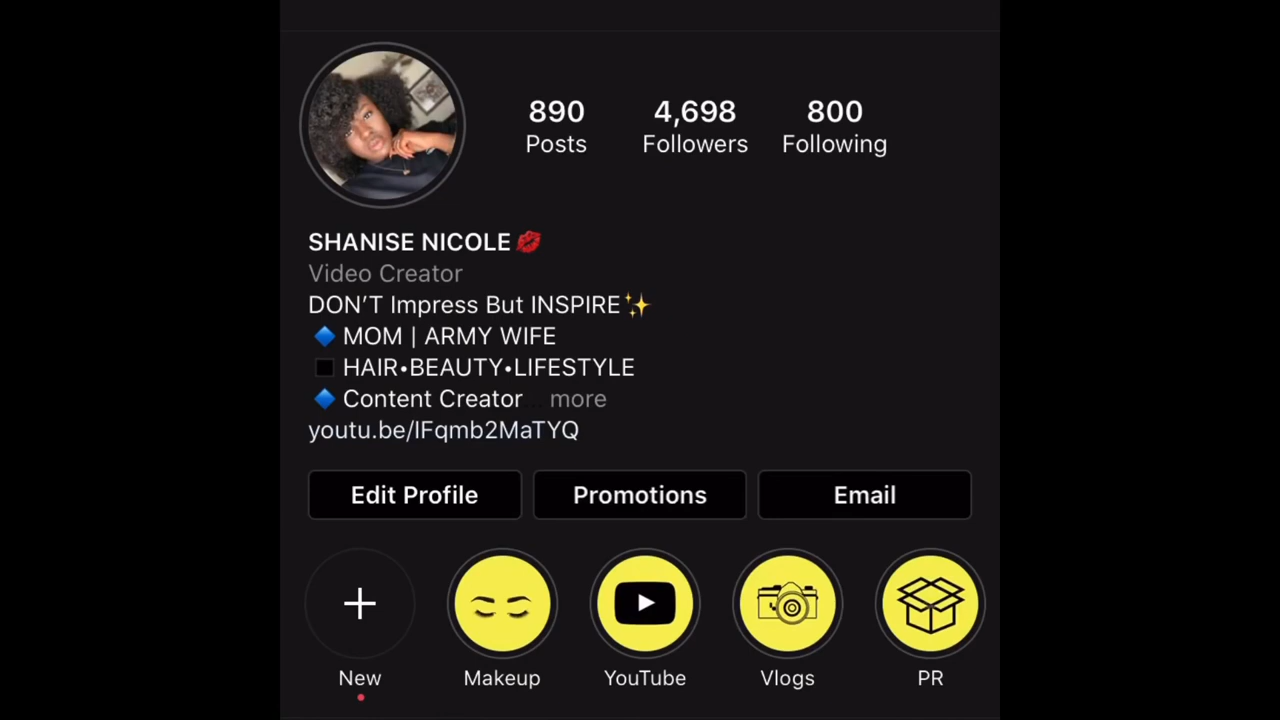 890 4,698 800
Posts Followers Following
SHANISE NICOLE💋
Video Creator
DON'T Impress But INSPIRE✨
🔷 MOM | ARMY WIFE
◼️ HAIR•BEAUTY•LIFESTYLE
🔷 Content Creator... more
youtu.be/lFqmb2MaTYQ
Edit Profile Promotions Email
New Makeup YouTube Vlogs PR